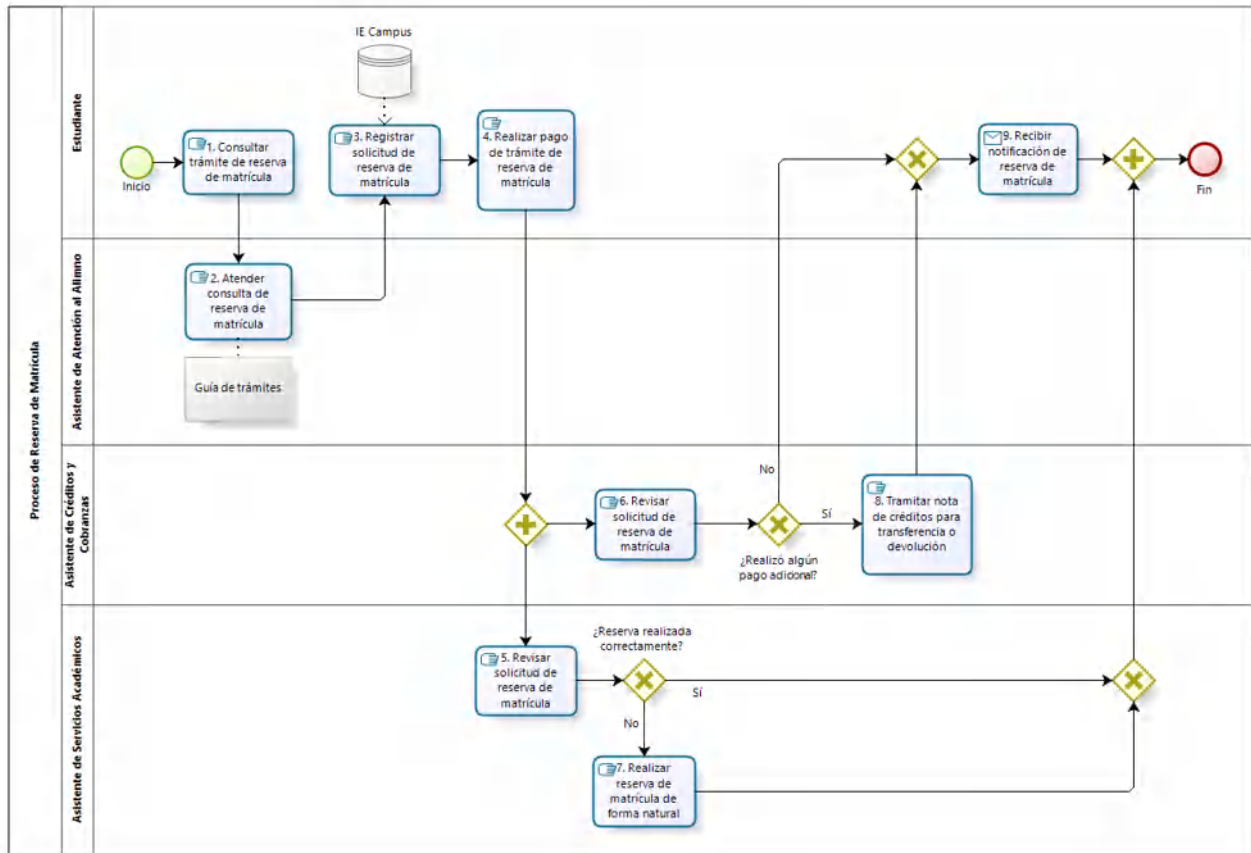 Proceso de Reserva de Matrícula
Estudiante
Inicio
1. Consultar
trámite de reserva
de matrícula
IE Campus
3. Registrar
solicitud de
reserva de
matrícula
4. Realizar pago
de trámite de
reserva de
matrícula
9. Recibir
notificación de
reserva de
matrícula
Fin
Asistente de Atención al Alimno
2. Atender
consulta de
reserva de
matrícula
Guía de trámites
Asistente de Créditos y
Cobranzas
6. Revisar
solicitud de
reserva de
matrícula
No
¿Realizó algún
pago adicional?
Sí
8. Tramitar nota
de créditos para
transferencia o
devolución
Asistente de Servicios Académicos
5. Revisar
solicitud de
reserva de
matrícula
¿Reserva realizada
correctamente?
Sí
No
7. Realizar
reserva de
matrícula de
forma natural